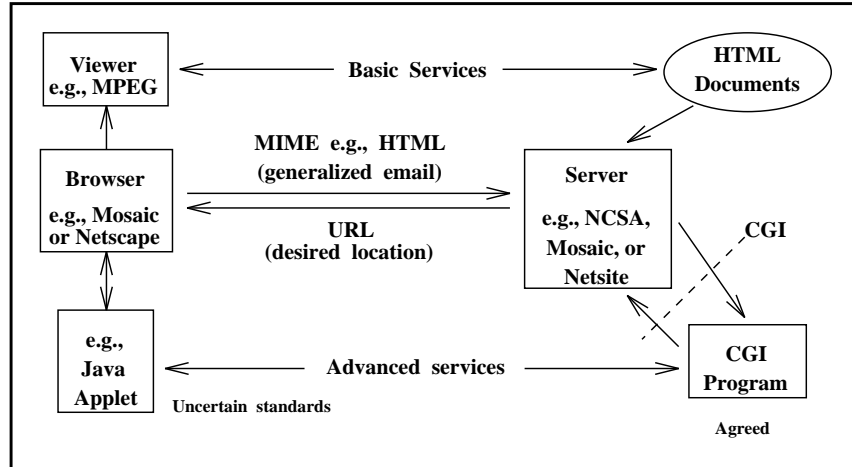 Viewer
e.g., MPEG
Basic Services
HTML
Documents
MIME e.g., HTML
(generalized email)
Browser
e.g., Mosaic
or Netscape
URL
(desired location)
Server
e.g., NCSA,
Mosaic, or
Netsite
CGI
e.g.,
Java
Applet
Advanced services
Uncertain standards
CGI
Program
Agreed